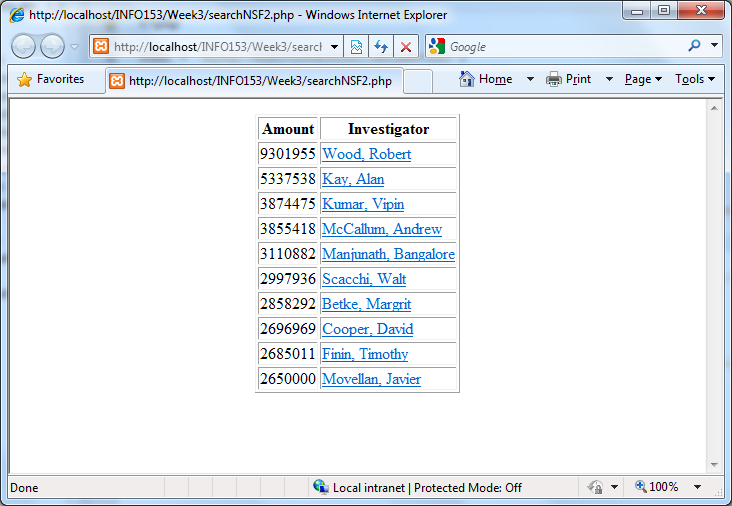 http://localhost/INFO153/Week3/searchNSF2.php - Windows Internet Explorer
http://localhost/INFO153/Week3/search Google
Favorites http://localhost/INFO153/Week3/searchNSF2.php Home Print Page Tools
Amount Investigator
9301955 Wood, Robert
5337538 Kay, Alan
3874475 Kumar, Vipin
3855418 McCallum, Andrew
3110882 Manjunath, Bangalore
2997936 Scacchi, Walt
2858292 Betke, Margrit
2696969 Cooper, David
2685011 Finin, Timothy
2650000 Movellan, Javier
Done Local intranet | Protected Mode: Off 100%